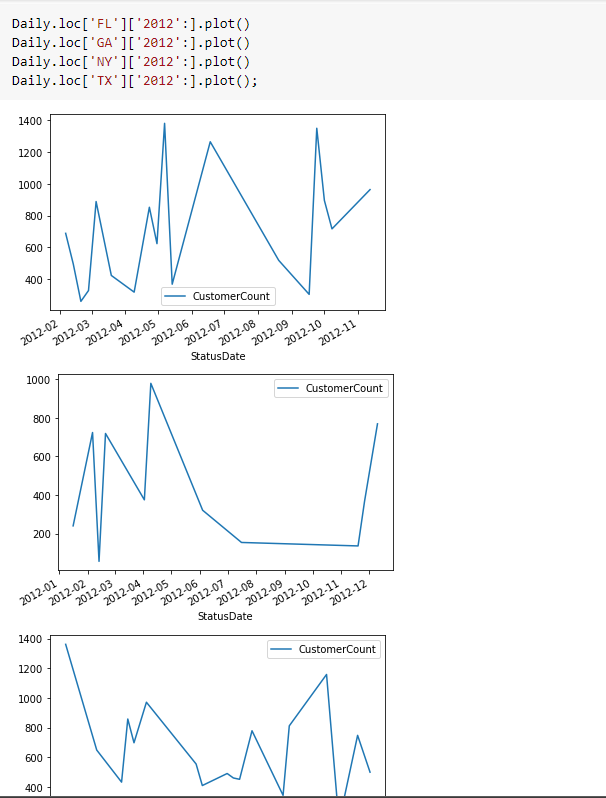 Daily.loc['FL']['2012':].plot()
Daily.loc['GA']['2012':].plot()
Daily.loc['NY']['2012':].plot()
Daily.loc['TX']['2012':].plot();
1400
1200
1000
800
600
400
CustomerCount
2012-02 2012-03 2012-04 2012-05 2012-06 2012-07 2012-08 2012-09 2012-10 2012-11
StatusDate
1000
800
600
400
200
CustomerCount
2012-01 2012-02 2012-03 2012-04 2012-05 2012-06 2012-07 2012-08 2012-09 2012-10 2012-11 2012-12
StatusDate
1400
1200
1000
800
600
400
CustomerCount